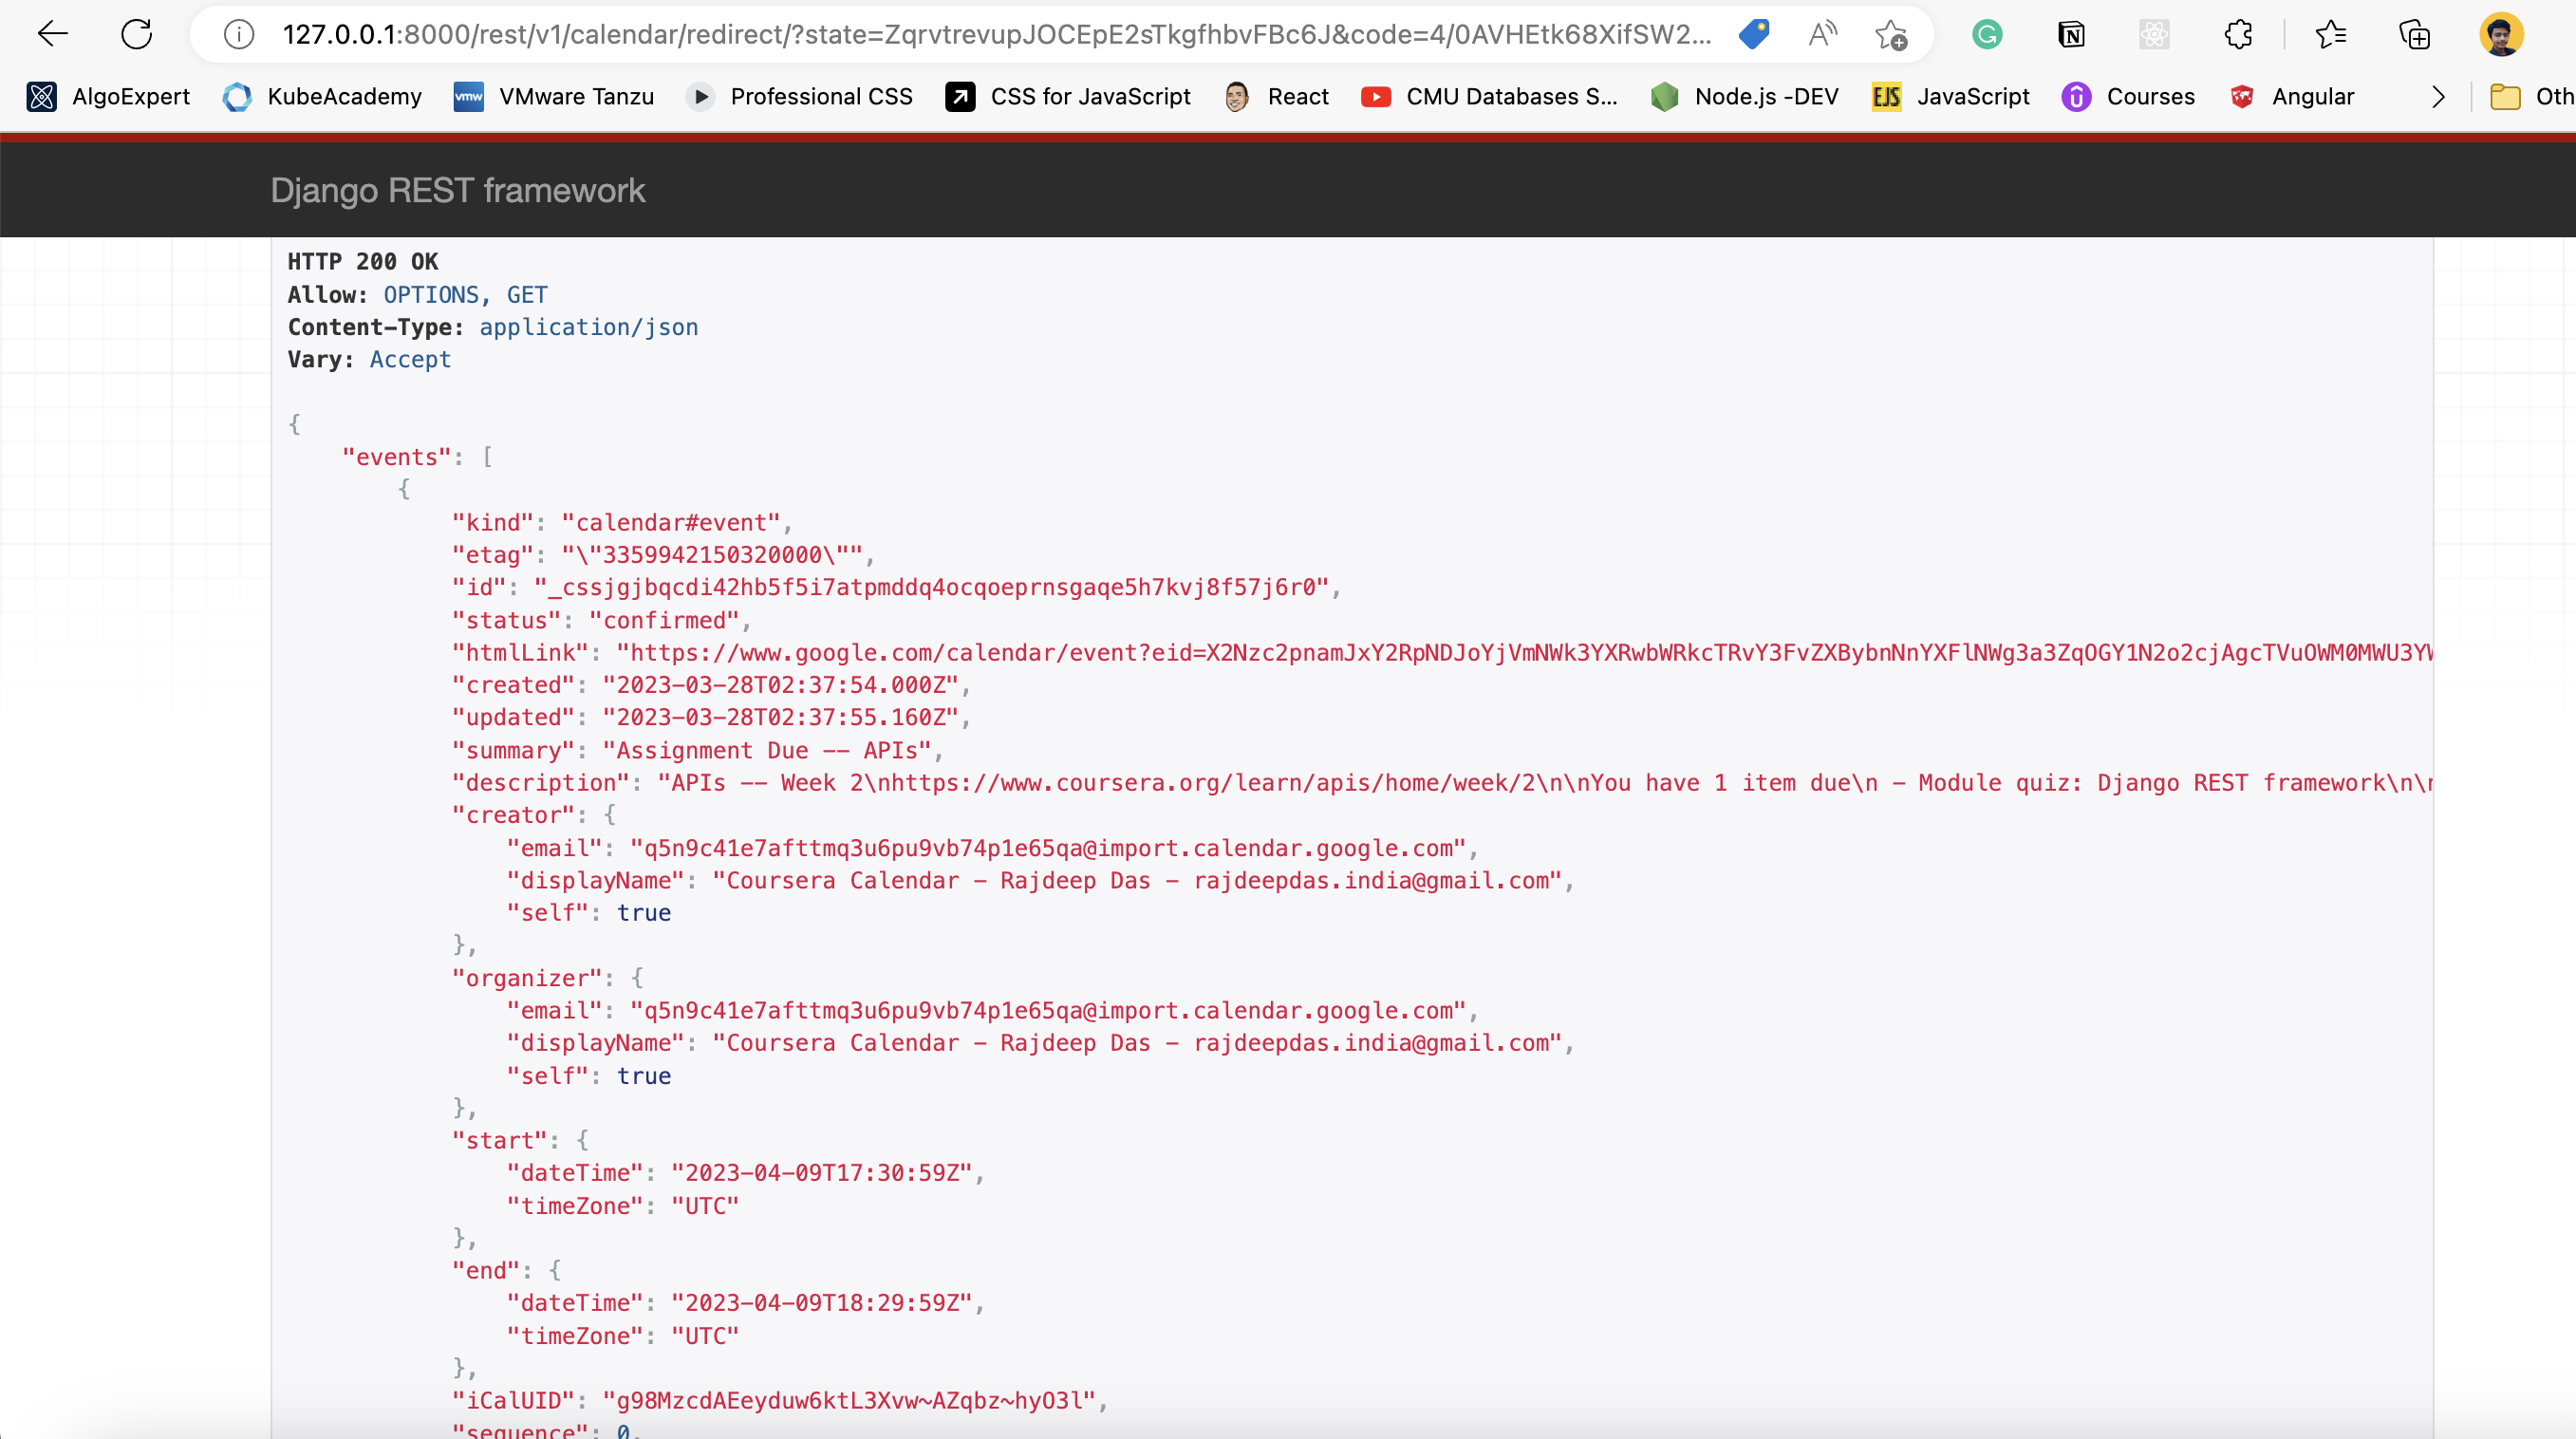 127.0.0.1:8000/rest/v1/calendar/redirect/?state=ZqrvtrevupJOCEpE2sTkgfhbvFBc6J&code=4/0AVHEtk68XifSW2...
AlgoExpert KubeAcademy vmw VMware Tanzu Professional CSS CSS for JavaScript React CMU Databases S... Node.js -DEV EJS JavaScript Courses Angular Oth
Django REST framework
HTTP 200 OK
Allow: OPTIONS, GET
Content-Type: application/json
Vary: Accept
{
"events": [
{
"kind": "calendar#event",
"etag": "\"3359942150320000\"",
"id": "_cssjgjbqcdi42hb5f5i7atpmddq4ocqoeprnsgaqe5h7kvj8f57j6r0",
"status": "confirmed",
"htmlLink": "https://www.google.com/calendar/event?eid=X2Nzc2pnamJxY2RpNDJoYjVmNWk3YXRwbWRkcTRvY3FvZXBybnNnYXFlNWg3a3ZqOGY1N2o2cjAgcTVuOWM0MWU3YW
"created": "2023-03-28T02:37:54.000Z",
"updated": "2023-03-28T02:37:55.160Z",
"summary": "Assignment Due -- APIs",
"description": "APIs -- Week 2\nhttps://www.coursera.org/learn/apis/home/week/2\n\nYou have 1 item due\n - Module quiz: Django REST framework\n\n
"creator": {
"email": "q5n9c41e7afttmq3u6pu9vb74p1e65qa@import.calendar.google.com",
"displayName": "Coursera Calendar - Rajdeep Das - rajdeepdas.india@gmail.com",
"self": true
},
"organizer": {
"email": "q5n9c41e7afttmq3u6pu9vb74p1e65qa@import.calendar.google.com",
"displayName": "Coursera Calendar - Rajdeep Das - rajdeepdas.india@gmail.com",
"self": true
},
"start": {
"dateTime": "2023-04-09T17:30:59Z",
"timeZone": "UTC"
},
"end": {
"dateTime": "2023-04-09T18:29:59Z",
"timeZone": "UTC"
},
"iCalUID": "g98MzcdAEeyduw6ktL3Xvw~AZqbz~hyO3l",
"sequence": 0,